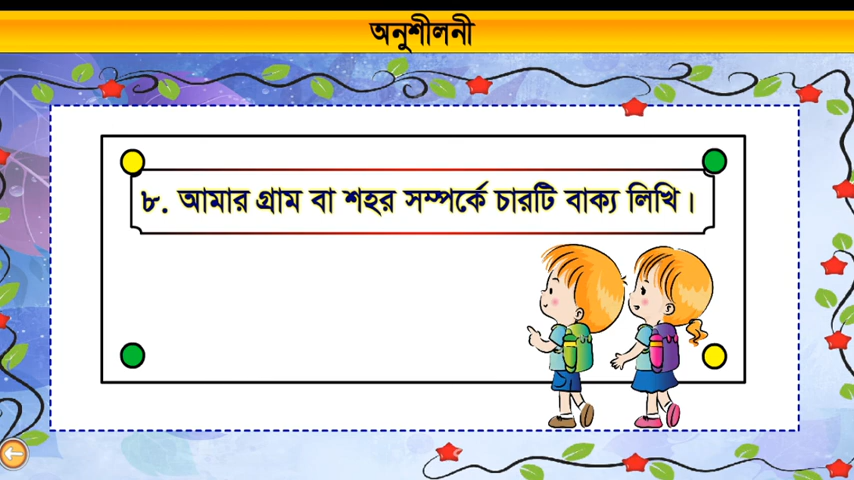 অনুশীলনী
৮. আমার গ্রাম বা শহর সম্পর্কে চারটি বাক্য লিখি।